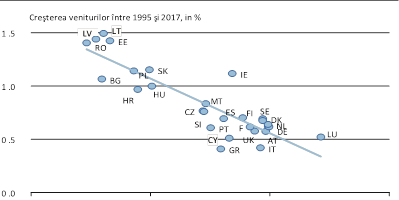 Creșterea veniturilor între 1995 și 2017, in %
1.5
LV
LT
RO
EE
PL
SK
IE
BG
1.0
HR
HU
MT
CZ
ES
FI
SE
DK
SI
PT
F
NL
DE
0.5
CY
UK
AT
LU
GR
IT
0.0